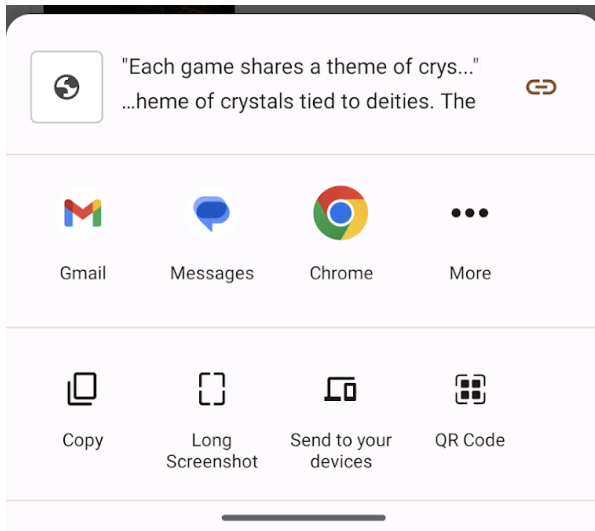 "Each game shares a theme of crys..."
...heme of crystals tied to deities. The
Gmail
Messages
Chrome
More
Copy
Long
Screenshot
Send to your
devices
QR Code